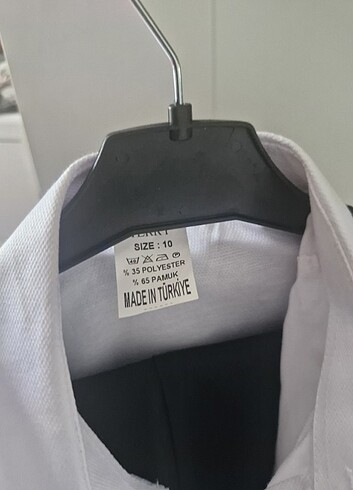 SIZE : 10
% 35 POLYESTER
% 65 PAMUK
MADE IN TÜRKİYE